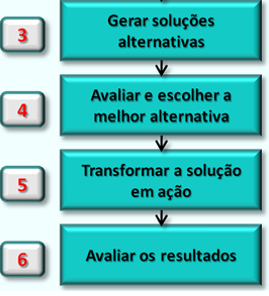 3
Gerar soluções
alternativas
4
Avaliar e escolher a
melhor alternativa
5
Transformar a solução
em ação
6
Avaliar os resultados